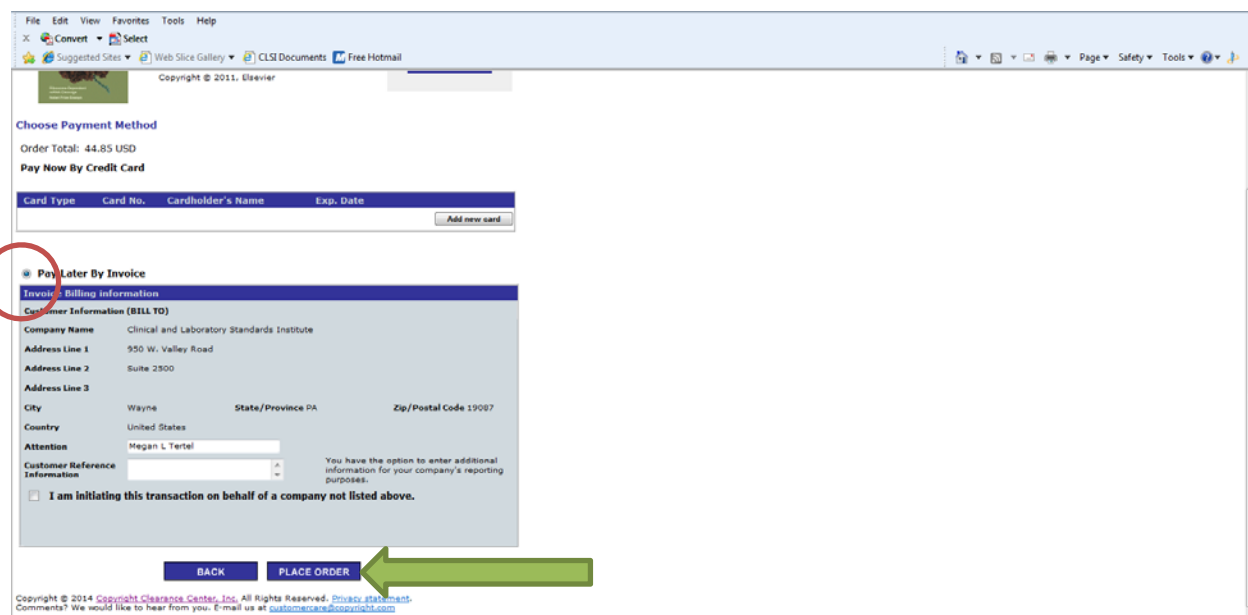 File Edit View Favorites Tools Help
X Convert Select
Suggested Sites Web Slice Gallery CLSI Documents Free Hotmail Page Safety Tools
Copyright © 2011, Elsevier
Choose Payment Method
Order Total: 44.85 USD
Pay Now By Credit Card
Card Type Card No. Cardholder's Name Exp. Date
Add new card
Pay Later By Invoice
Invoice Billing information
Customer Information (BILL TO)
Company Name Clinical and Laboratory Standards Institute
Address Line 1 950 W. Valley Road
Address Line 2 Suite 2500
Address Line 3
City Wayne State/Province PA Zip/Postal Code 19087
Country United States
Attention Megan L Tertel
Customer Reference Information
You have the option to enter additional
information for your company's reporting
purposes.
I am initiating this transaction on behalf of a company not listed above.
BACK PLACE ORDER
Copyright © 2014 Copyright Clearance Center, Inc. All Rights Reserved. Privacy statement.
Comments? We would like to hear from you. E-mail us at customercare@copyright.com